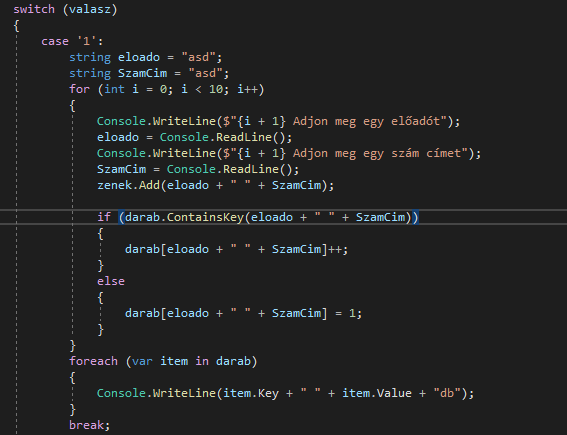 switch (valasz)
{
case '1':
string eloado = "asd";
string SzamCim = "asd";
for (int i = 0; i < 10; i++)
{
Console.WriteLine($"{i + 1} Adjon meg egy előadót");
eloado = Console.ReadLine();
Console.WriteLine($"{i + 1} Adjon meg egy szám címet");
SzamCim = Console.ReadLine();
zenek.Add(eloado + " " + SzamCim);
if (darab.ContainsKey(eloado + " " + SzamCim))
{
darab[eloado + " " + SzamCim]++;
}
else
{
darab[eloado + " " + SzamCim] = 1;
}
}
foreach (var item in darab)
{
Console.WriteLine(item.Key + " " + item.Value + "db");
}
break;